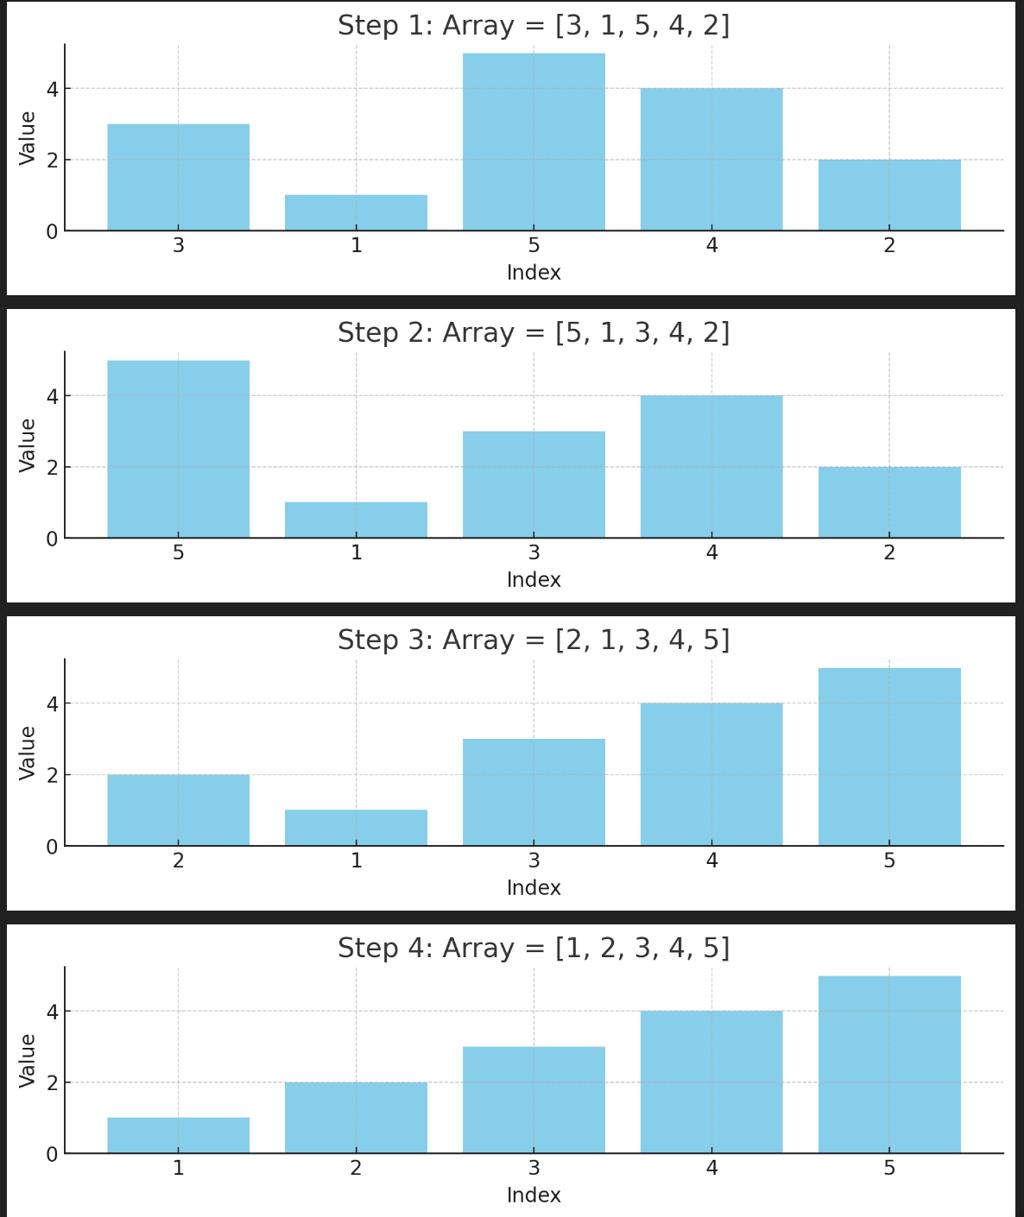 Step 1: Array = [3, 1, 5, 4, 2]
Value
4
2
0
3 1 5 4 2
Index
Step 2: Array = [5, 1, 3, 4, 2]
Value
4
2
0
5 1 3 4 2
Index
Step 3: Array = [2, 1, 3, 4, 5]
Value
4
2
0
2 1 3 4 5
Index
Step 4: Array = [1, 2, 3, 4, 5]
Value
4
2
0
1 2 3 4 5
Index